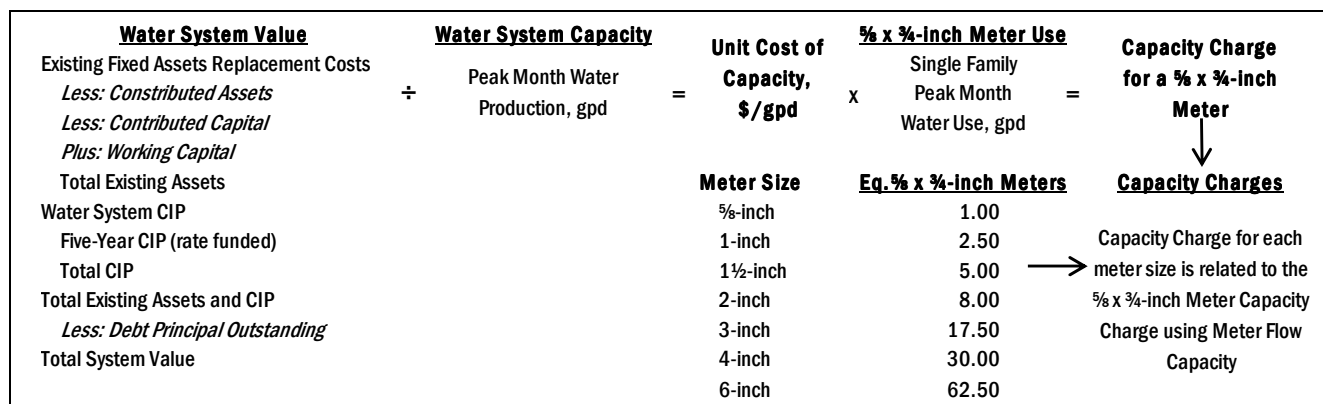 Water System Value
Existing Fixed Assets Replacement Costs
Less: Constributed Assets
Less: Contributed Capital
Plus: Working Capital
Total Existing Assets
Water System CIP
Five-Year CIP (rate funded)
Total CIP
Total Existing Assets and CIP
Less: Debt Principal Outstanding
Total System Value
÷
Water System Capacity
Peak Month Water
Production, gpd
=
Unit Cost of
Capacity,
$/gpd
x
⅝ x ¾-inch Meter Use
Single Family
Peak Month
Water Use, gpd
=
Capacity Charge
for a ⅝ x ¾-inch
Meter
Meter Size Eq.⅝ x ¾-inch Meters
⅝-inch 1.00
1-inch 2.50
1½-inch 5.00
2-inch 8.00
3-inch 17.50
4-inch 30.00
6-inch 62.50
Capacity Charges
Capacity Charge for each
meter size is related to the
⅝ x ¾-inch Meter Capacity
Charge using Meter Flow
Capacity